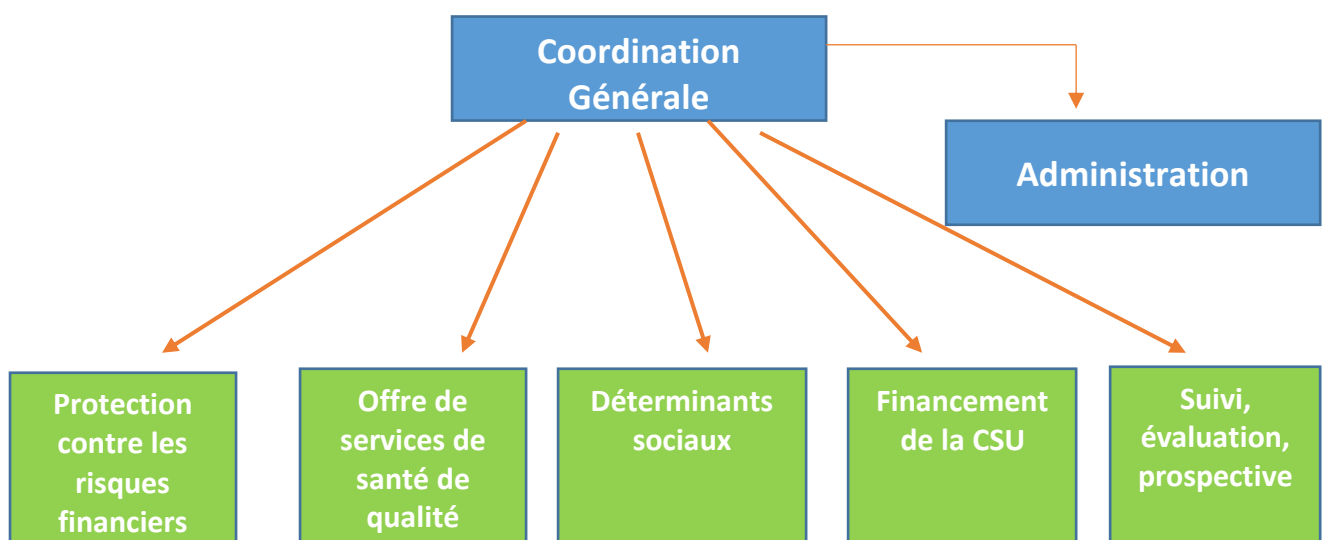 Coordination
Générale
Administration
Protection
contre les
risques
financiers
Offre de
services de
santé de
qualité
Déterminants
sociaux
Financement
de la CSU
Suivi,
évaluation,
prospective